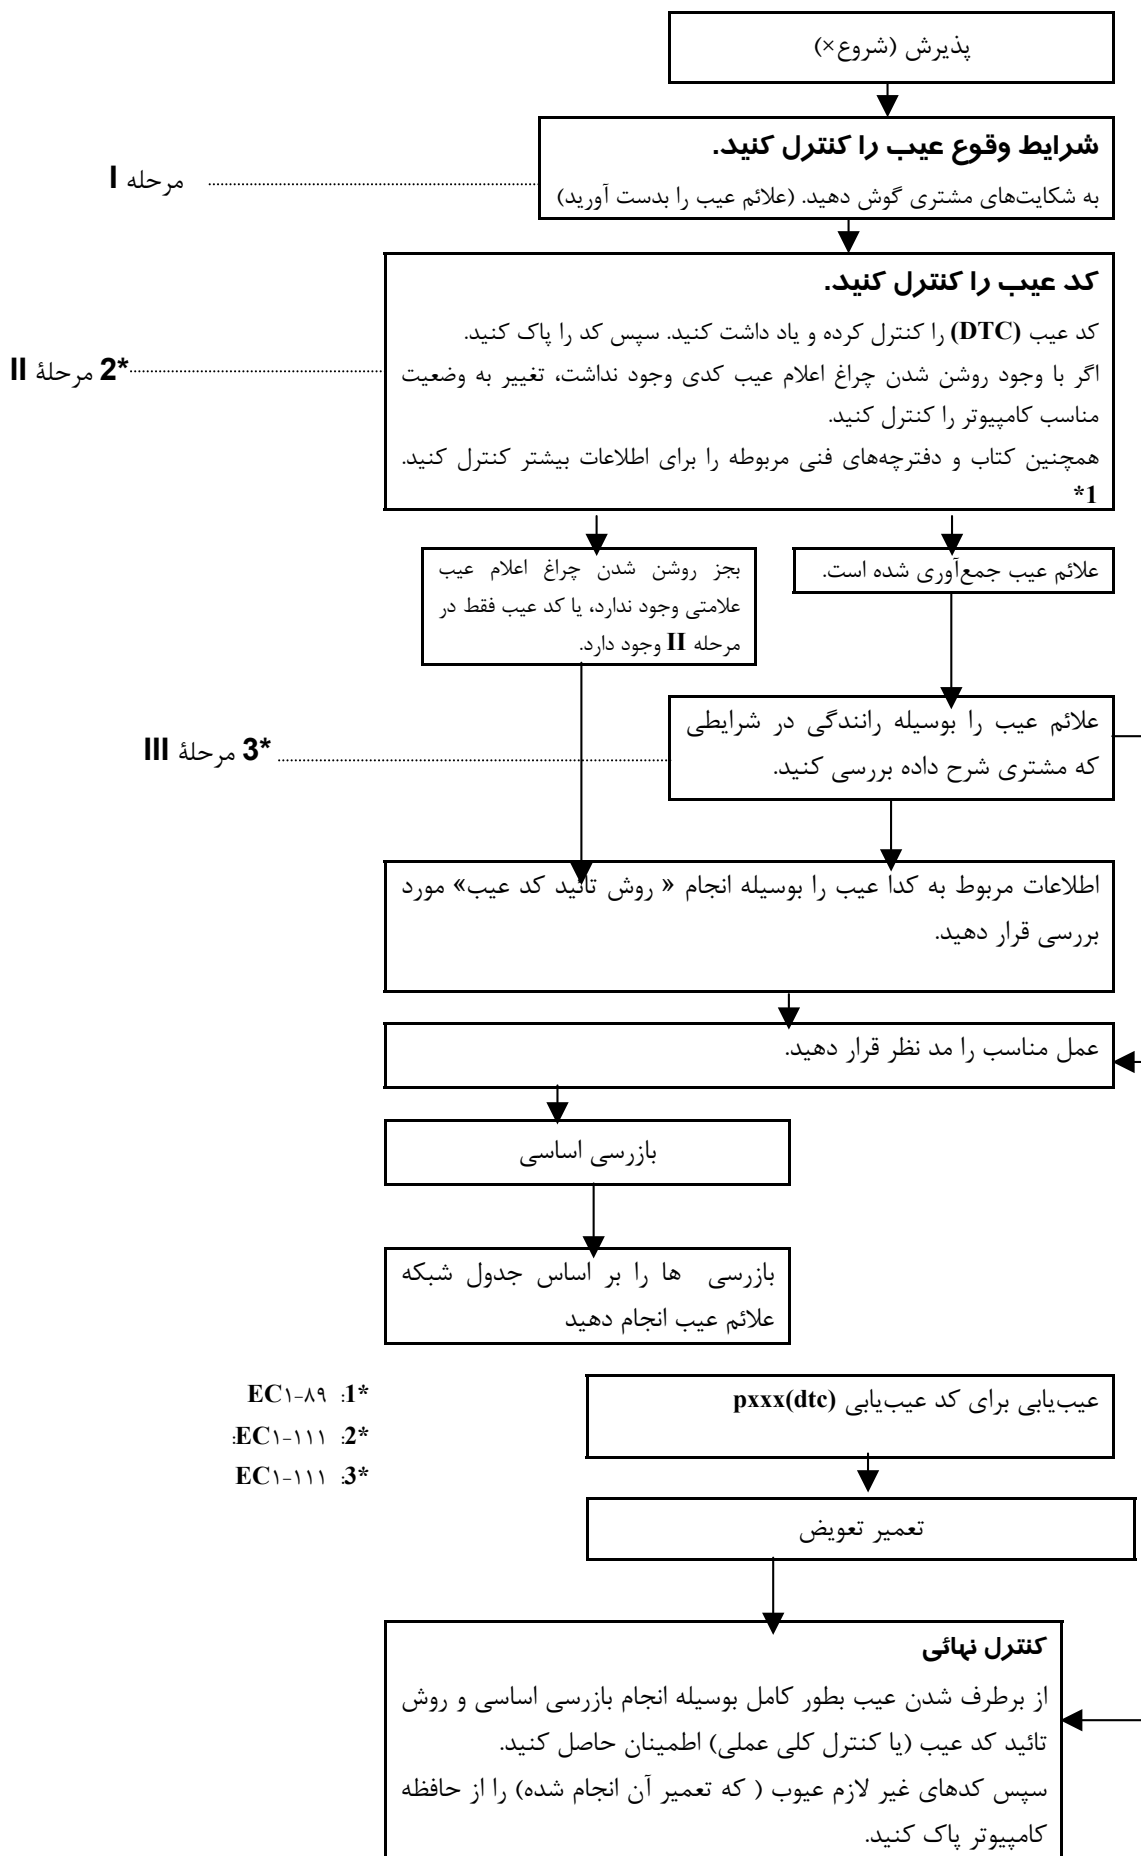 پذیرش (شروع×)
شرایط وقوع عیب را کنترل کنید.
به شکایت‌های مشتری گوش دهید. (علائم عیب را بدست آورید)
مرحله I
کد عیب را کنترل کنید.
کد عیب (DTC) را کنترل کرده و یاد داشت کنید. سپس کد را پاک کنید.
اگر با وجود روشن شدن چراغ اعلام عیب کدی وجود نداشت، تغییر به وضعیت
مناسب کامپیوتر را کنترل کنید.
همچنین کتاب و دفترچه‌های فنی مربوطه را برای اطلاعات بیشتر کنترل کنید.
*1
2* مرحلۀ II
علائم عیب جمع‌آوری شده است.
بجز روشن شدن چراغ اعلام عیب
علامتی وجود ندارد، یا کد عیب فقط در
مرحله II وجود دارد.
علائم عیب را بوسیله رانندگی در شرایطی
که مشتری شرح داده بررسی کنید.
3* مرحلۀ III
اطلاعات مربوط به کدا عیب را بوسیله انجام « روش تائید کد عیب» مورد
بررسی قرار دهید.
عمل مناسب را مد نظر قرار دهید.
بازرسی اساسی
بازرسی ها را بر اساس جدول شبکه
علائم عیب انجام دهید
عیب‌یابی برای کد عیب‌یابی pxxx(dtc)
*1: EC۱-۸۹
*2: EC۱-۱۱۱:
*3: EC۱-۱۱۱
تعمیر تعویض
کنترل نهائی
از برطرف شدن عیب بطور کامل بوسیله انجام بازرسی اساسی و روش
تائید کد عیب (یا کنترل کلی عملی) اطمینان حاصل کنید.
سپس کدهای غیر لازم عیوب ( که تعمیر آن انجام شده) را از حافظه
کامپیوتر پاک کنید.